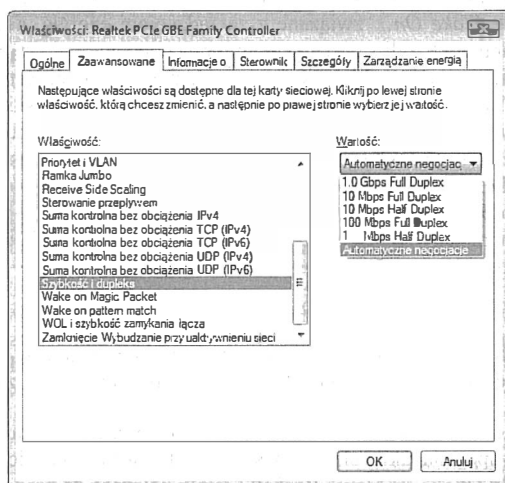 Właściwości: Realtek PCIe GBE Family Controller
Ogólne Zaawansowane Informacje o Sterownik Szczegóły Zarządzanie energią
Następujące właściwości są dostępne dla tej karty sieciowej. Kliknij po lewej stronie
właściwość, którą chcesz zmienić, a następnie po prawej stronie wybierz jej wartość.
Właściwość:
Wartość:
Priorytet i VLAN
Ramka Jumbo
Receive Side Scaling
Sterowanie przepływem
Suma kontrolna bez obciążenia IPv4
Suma kontrolna bez obciążenia TCP (IPv4)
Suma kontrolna bez obciążenia TCP (IPv6)
Suma kontrolna bez obciążenia UDP (IPv4)
Suma kontrolna bez obciążenia UDP (IPv6)
Szybkość i dupleks
Wake on Magic Packet
Wake on pattern match
WOL i szybkość zamykania łącza
Zamknięcie Wybudzanie przy uaktywnieniu sieci
Automatyczne negocjac
1.0 Gbps Full Duplex
10 Mbps Full Duplex
10 Mbps Half Duplex
100 Mbps Full Duplex
1 Mbps Half Duplex
Automatyczne negocjacje
OK Anuluj